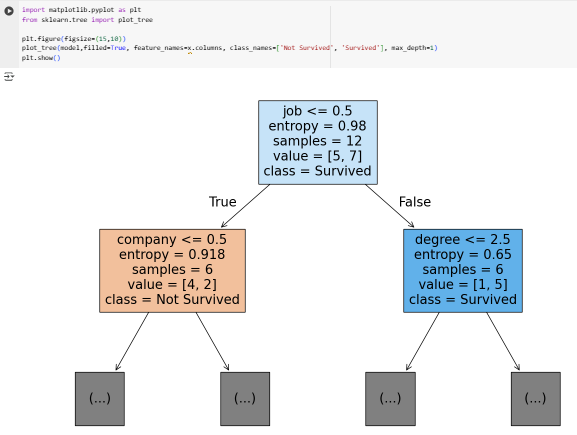 import matplotlib.pyplot as plt
from sklearn.tree import plot_tree
plt.figure(figsize=(15,10))
plot_tree(model,filled=True, feature_names=x.columns, class_names=['Not Survived', 'Survived'], max_depth=1)
plt.show()
job <= 0.5
entropy = 0.98
samples = 12
value = [5, 7]
class = Survived
True
False
company <= 0.5
entropy = 0.918
samples = 6
value = [4, 2]
class = Not Survived
degree <= 2.5
entropy = 0.65
samples = 6
value = [1, 5]
class = Survived
(...)
(...)
(...)
(...)